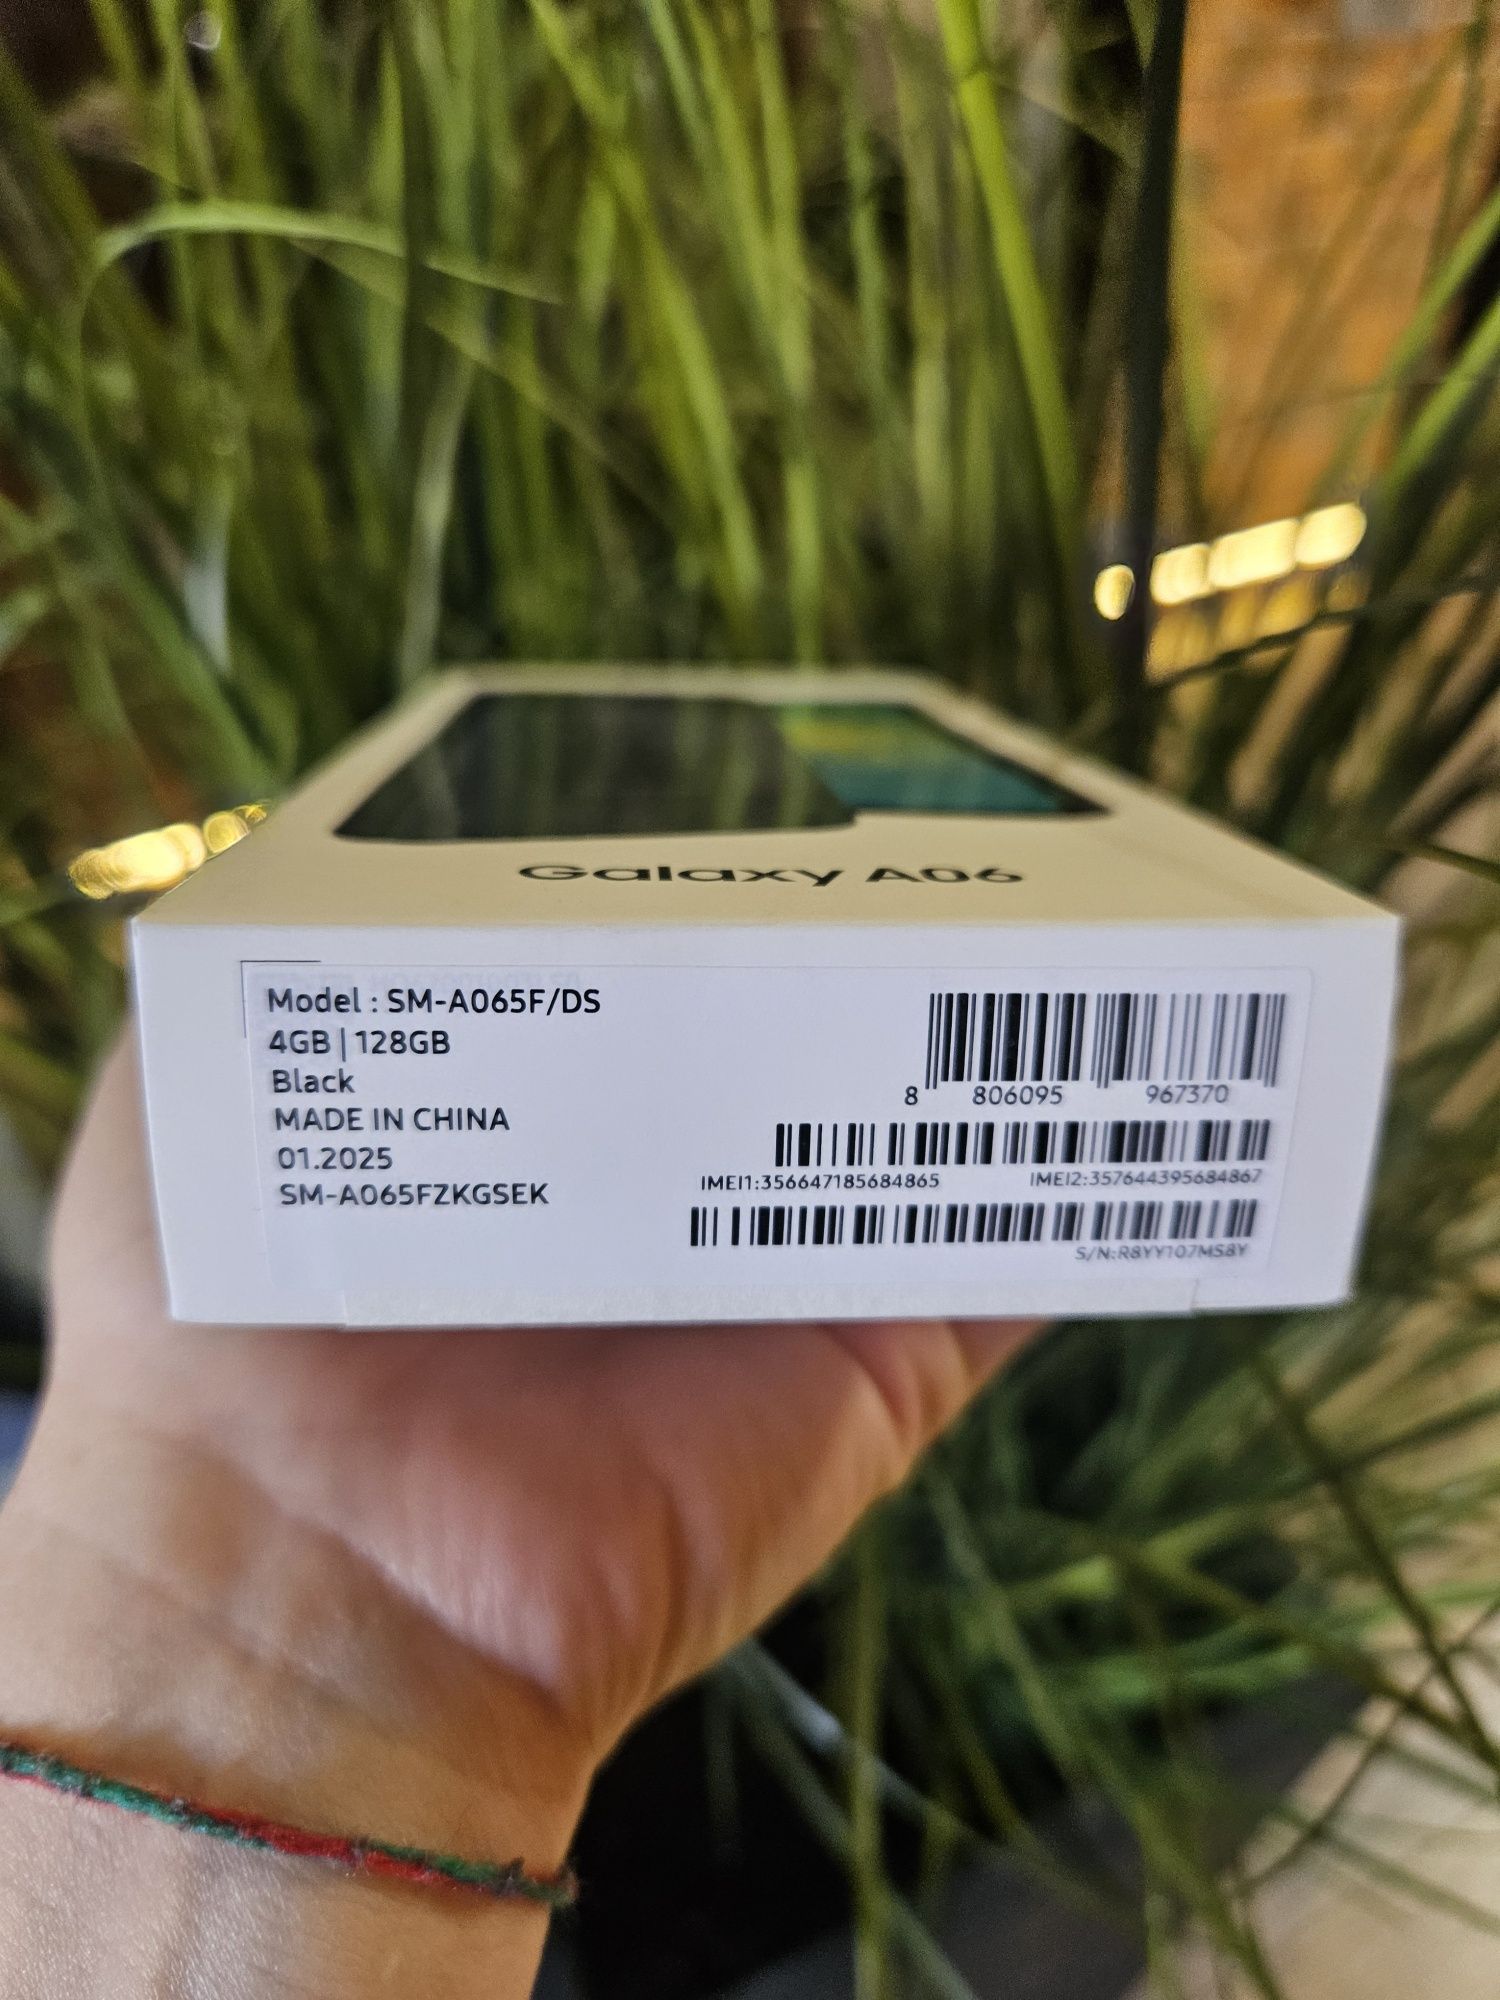 Galaxy A06
Model : SM-A065F/DS
4GB | 128GB
Black
MADE IN CHINA
01.2025
SM-A065FZKGSEK
8 806095 967370
IMEI1:356647185684865 IMEI2:357644395684867
S/N:R8YY107MS8Y